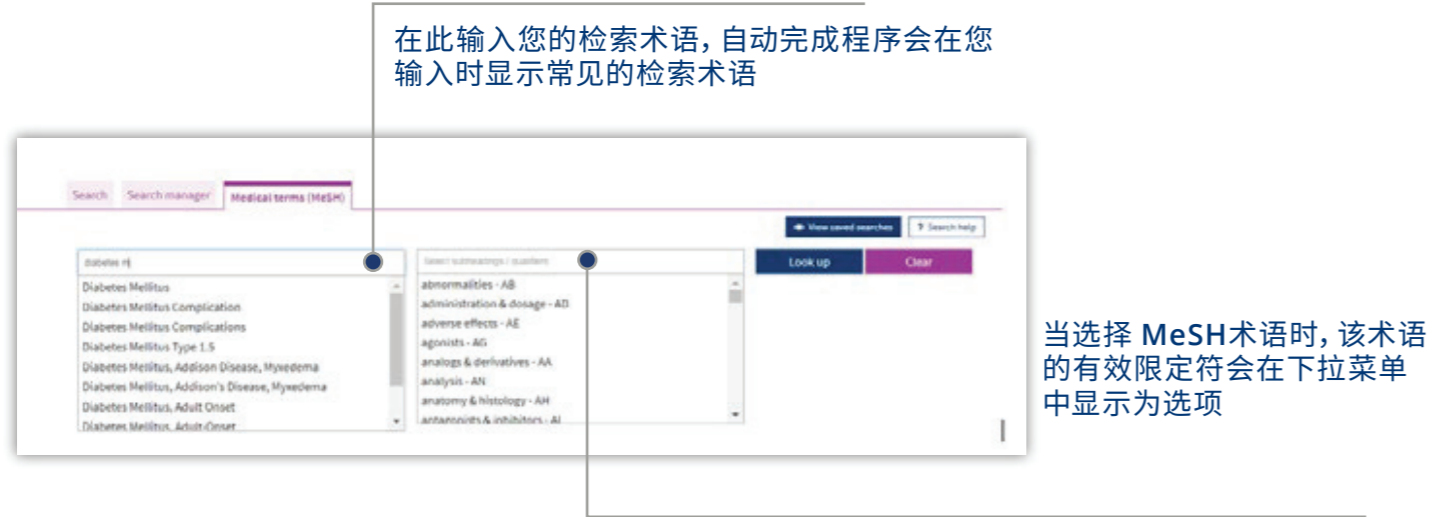 在此输入您的检索术语，自动完成程序会在您
输入时显示常见的检索术语
Search
Search manager
Medical terms (MeSH)
View saved searches
? Search help
diabetes m
Select subheadings / qualifiers
Look up
Clear
Diabetes Mellitus
Diabetes Mellitus Complication
Diabetes Mellitus Complications
Diabetes Mellitus Type 1.5
Diabetes Mellitus, Addison Disease, Myxedema
Diabetes Mellitus, Addison's Disease, Myxedema
Diabetes Mellitus, Adult Onset
Diabetes Mellitus, Adult-Onset
abnormalities - AB
administration & dosage - AD
adverse effects - AE
agonists - AG
analogs & derivatives - AA
analysis - AN
anatomy & histology - AH
antagonists & inhibitors - AI
当选择 MeSH术语时，该术语
的有效限定符会在下拉菜单
中显示为选项